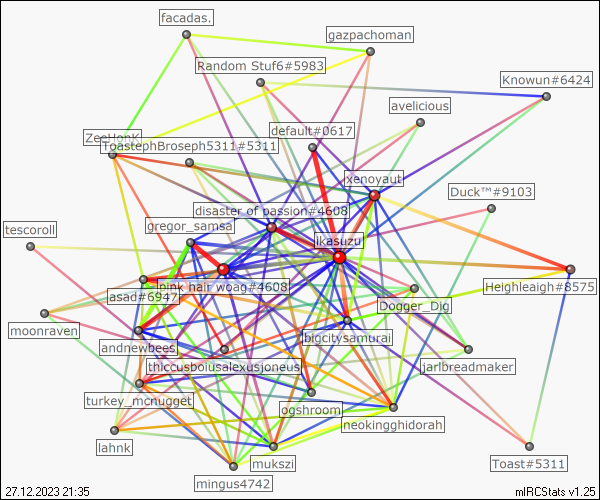 facadas.
gazpachoman
Random Stuf6#5983
Knowun#6424
avelicious
default#0617
ZeeHonK
ToastephBroseph5311#5311
xenoyaut
Duck™#9103
disaster of passion#4608
gregor_samsa
ikasuzu
tescoroll
pink hair woag#4608
Heighleaigh#8575
asad#6947
Dogger_Dig
moonraven
bigcitysamurai
andnewbees
thiccusboiusalexusjoneus
jarlbreadmaker
turkey_mcnugget
ogshroom
neokingghidorah
lahnk
mukszi
Toast#5311
mingus4742
27.12.2023 21:35
mIRCStats v1.25